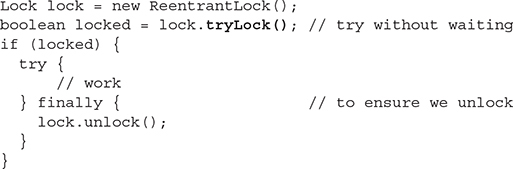 Lock lock = new ReentrantLock();
boolean locked = lock.tryLock(); // try without waiting
if (locked) {
  try {
      // work
  } finally {                  // to ensure we unlock
    lock.unlock();
  }
}